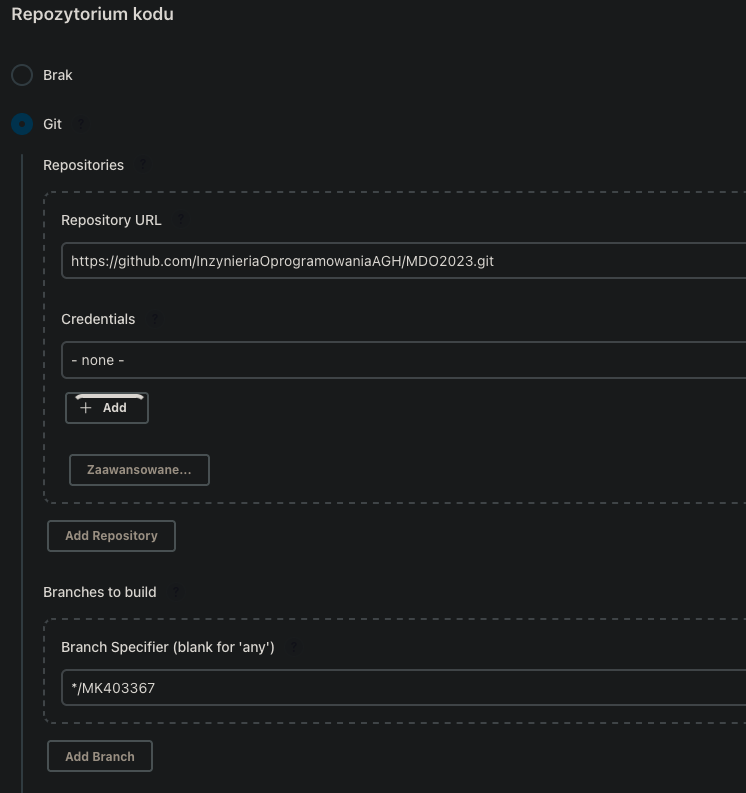 Repozytorium kodu
Brak
Git ?
Repositories ?
Repository URL ?
https://github.com/InzynieriaOprogramowaniaAGH/MDO2023.git
Credentials ?
- none -
+ Add
Zaawansowane...
Add Repository
Branches to build ?
Branch Specifier (blank for 'any') ?
*/MK403367
Add Branch